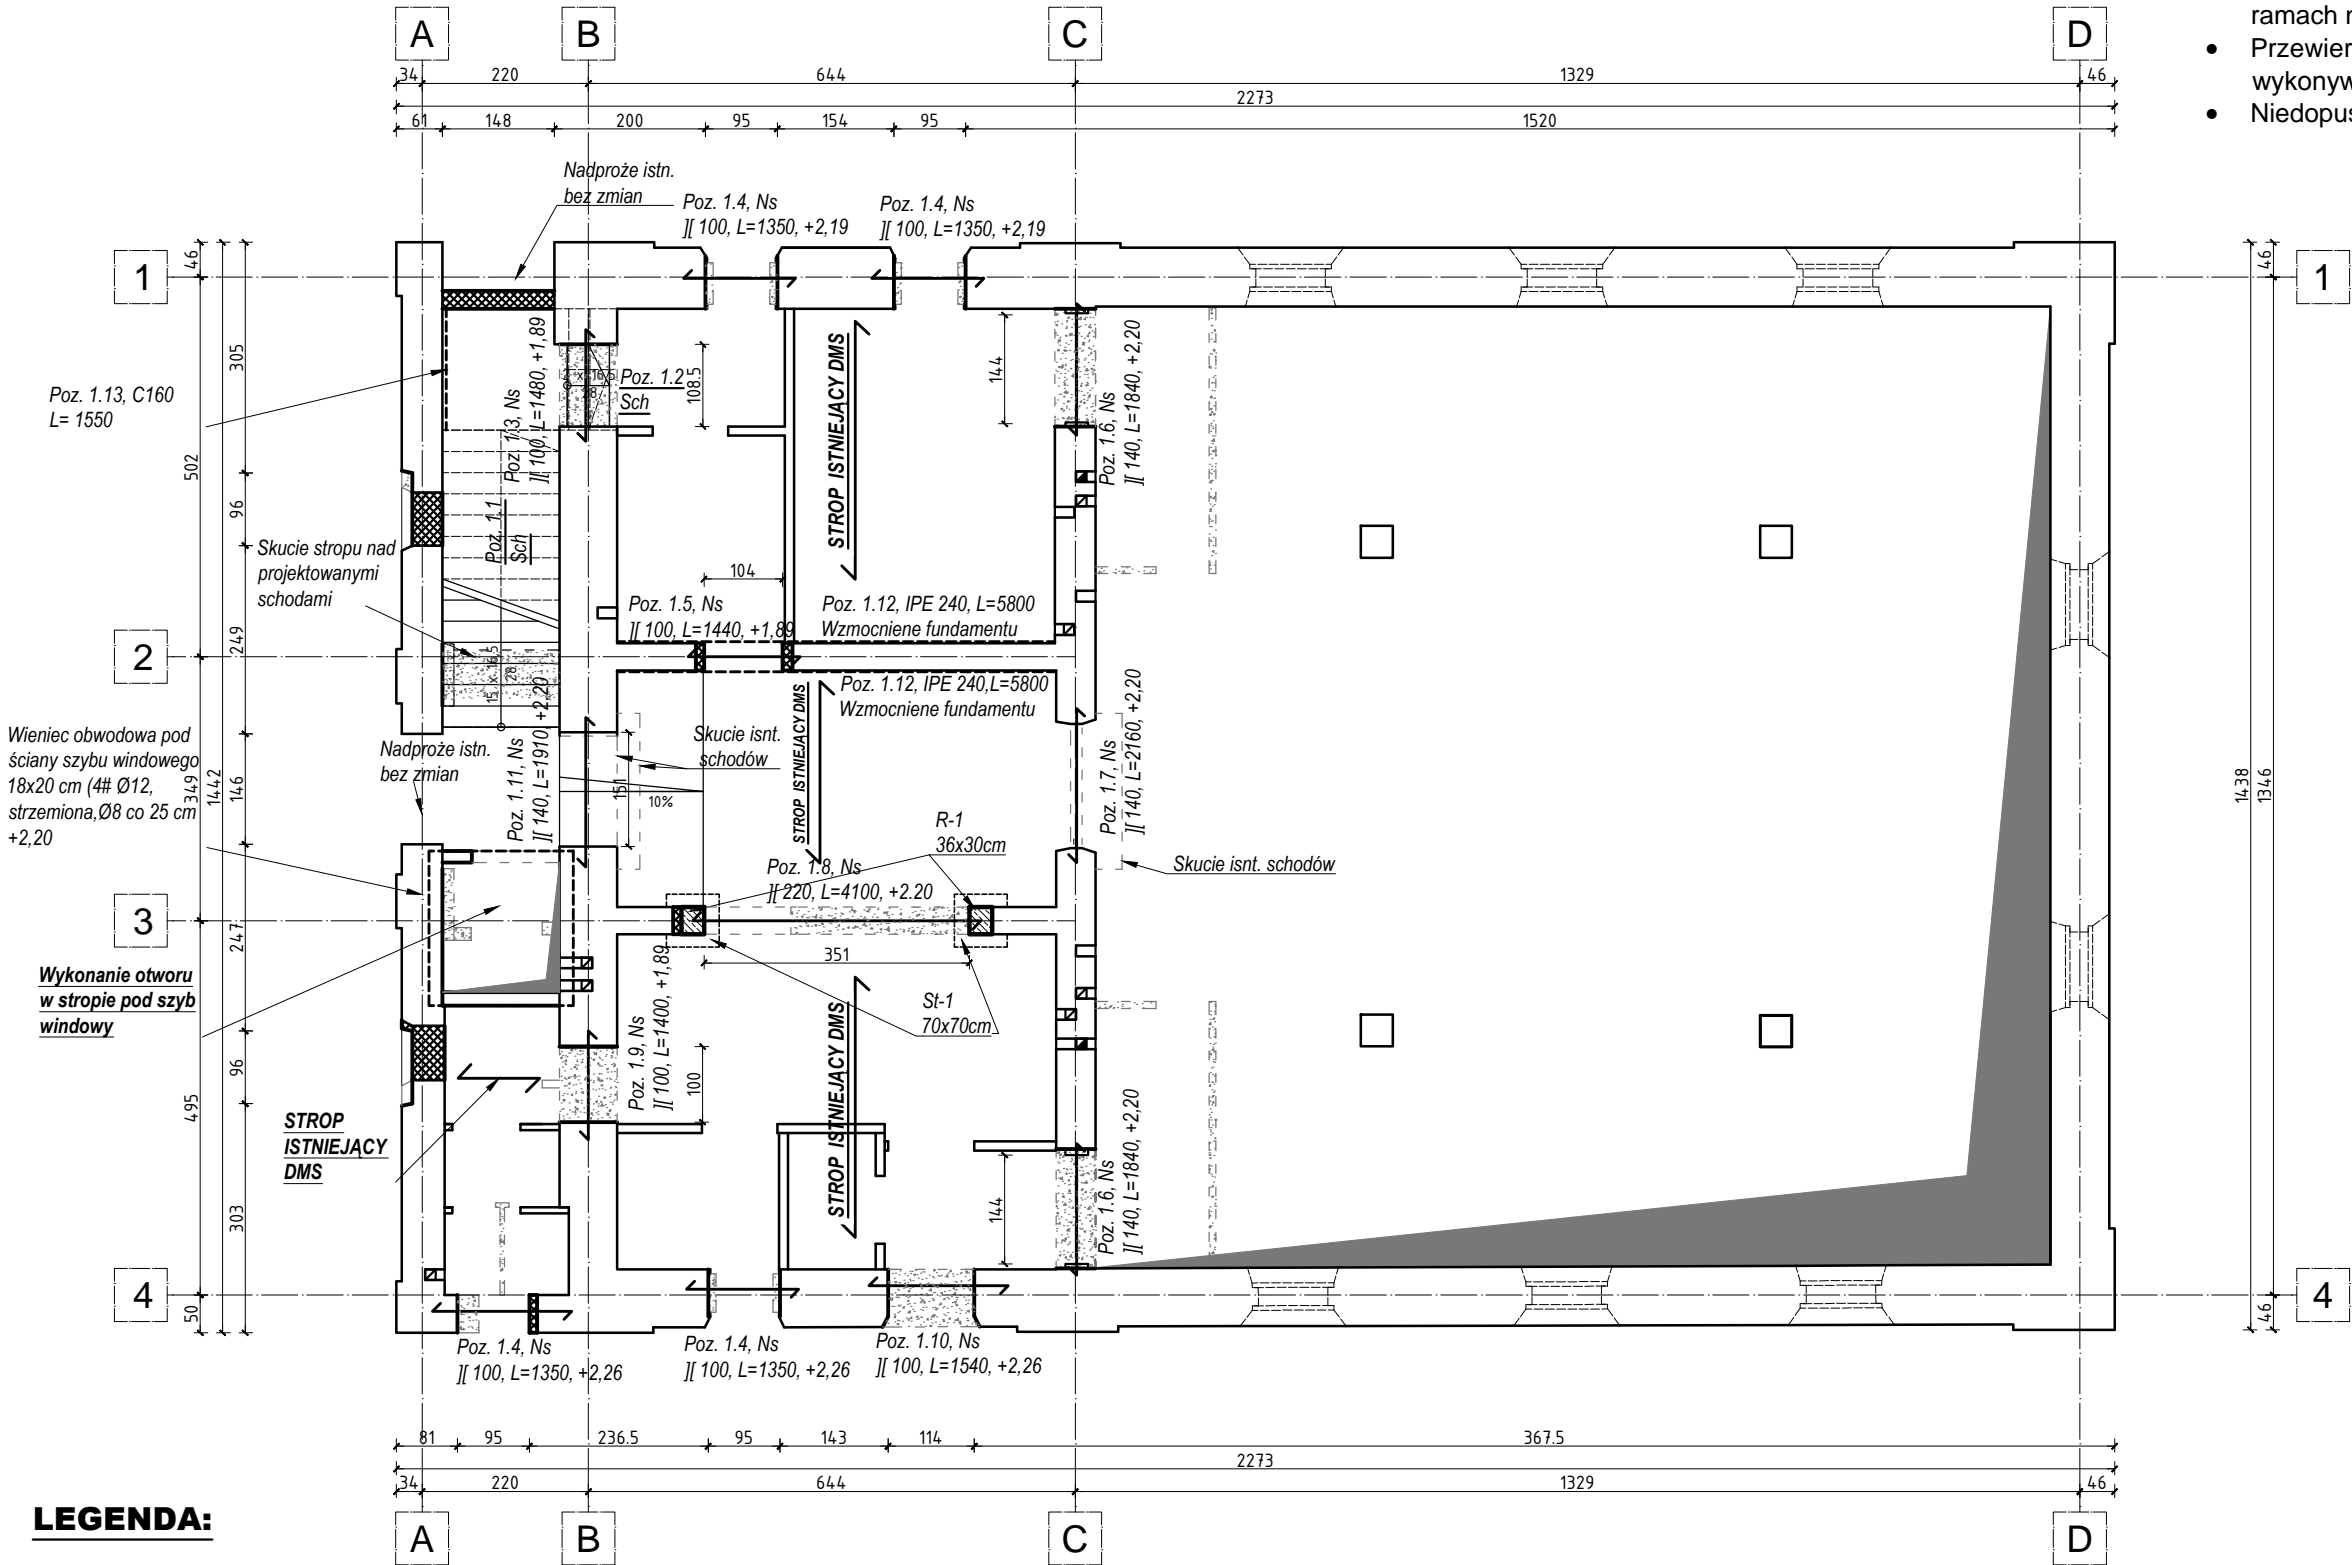 ramach
• Przewier
wykonyw
• Niedopus
A
B
C
D
34
220
644
1329
46
2273
61
148
200
95
154
95
1520
Nadproże istn.
bez zmian
Poz. 1.4, Ns
][ 100, L=1350, +2,19
Poz. 1.4, Ns
][ 100, L=1350, +2,19
1
1
46
305
502
96
249
349
1442
146
247
96
495
303
50
46
1438
1346
46
Poz. 1.13, C160
L= 1550
Poz. 1.3, Ns
][ 100, L=1480, +1,89
Poz. 1.2
Sch
108.5
STROP ISTNIEJĄCY DMS
144
Poz. 1.6, Ns
][ 140, L=1840, +2,20
Poz. 1.1
Sch
Skucie stropu nad
projektowanymi
schodami
104
Poz. 1.5, Ns
][ 100, L=1440, +1,89
Poz. 1.12, IPE 240, L=5800
Wzmocniene fundamentu
2
15 x 16.5
28
Poz. 1.12, IPE 240,L=5800
Wzmocniene fundamentu
STROP ISTNIEJĄCY DMS
Wieniec obwodowa pod
ściany szybu windowego
18x20 cm (4# Ø12,
strzemiona,Ø8 co 25 cm
+2,20
Nadproże istn.
bez zmian
Poz. 1.11, Ns
][ 140, L=1910, +2,20
151
10%
Skucie isnt.
schodów
Poz. 1.7, Ns
][ 140, L=2160, +2,20
R-1
36x30cm
Poz. 1.8, Ns
][ 220, L=4100, +2.20
Skucie isnt. schodów
3
351
Wykonanie otworu
w stropie pod szyb
windowy
St-1
70x70cm
Poz. 1.9, Ns
][ 100, L=1400, +1,89
100
STROP ISTNIEJĄCY DMS
STROP
ISTNIEJĄCY
DMS
144
Poz. 1.6, Ns
][ 140, L=1840, +2,20
4
4
Poz. 1.4, Ns
][ 100, L=1350, +2,26
Poz. 1.4, Ns
][ 100, L=1350, +2,26
Poz. 1.10, Ns
][ 100, L=1540, +2,26
81
95
236.5
95
143
114
367.5
2273
34
220
644
1329
46
LEGENDA:
A
B
C
D